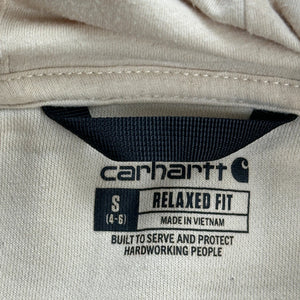 carhartt
S
(4-6)
RELAXED FIT
MADE IN VIETNAM
BUILT TO SERVE AND PROTECT
HARDWORKING PEOPLE